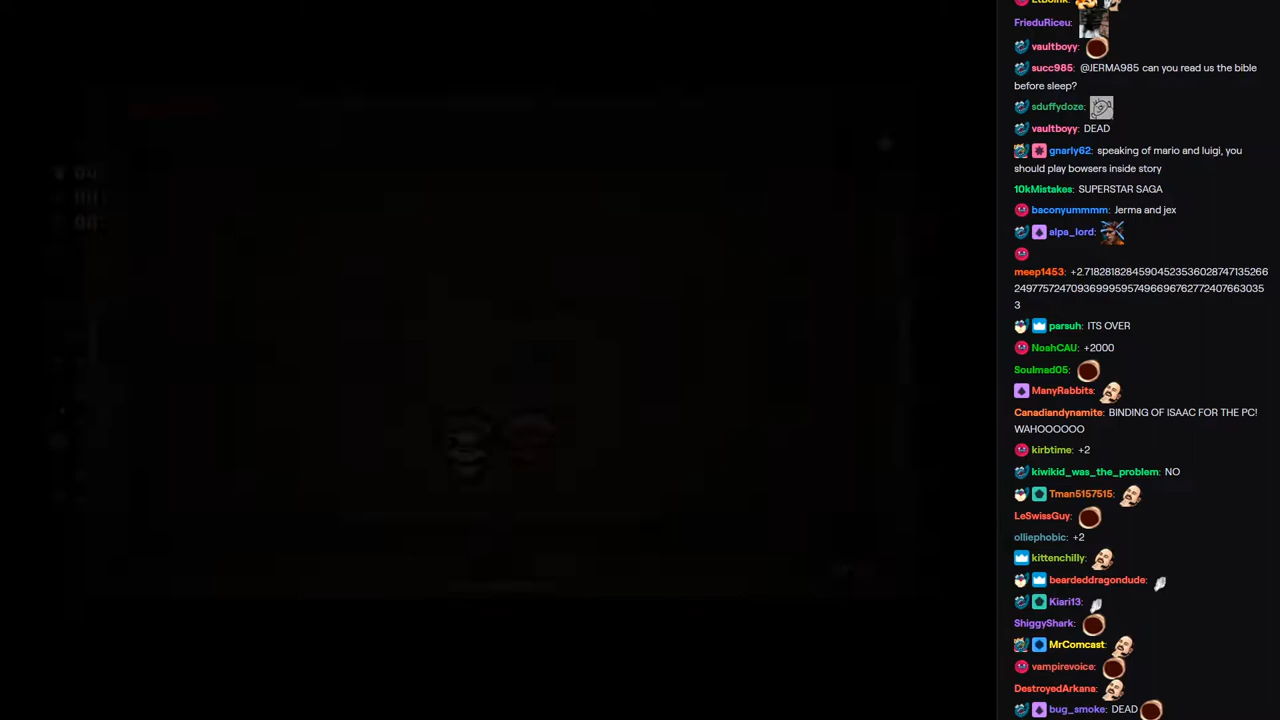 FrieduRiceu:
vaultboyy:
succ985: @JERMA985 can you read us the bible
before sleep?
sduffydoze:
vaultboyy: DEAD
gnarly62: speaking of mario and luigi, you
should play bowsers inside story
10kMistakes: SUPERSTAR SAGA
baconyummmm: Jerma and jex
alpa_lord:
meep1453: +2.7182818284590452353602874713526​6
249775724709369995957496696762772407663035
3
parsuh: ITS OVER
NoahCAU: +2000
Soulmad05:
ManyRabbits:
Canadiandynamite: BINDING OF ISAAC FOR THE PC!
WAHOOOOOO
kirbtime: +2
kiwikid_was_the_problem: NO
Tman5157515:
LeSwissGuy:
olliephobic: +2
kittenchilly:
beardeddragondude:
Kiari13:
ShiggyShark:
MrComcast:
vampirevoice:
DestroyedArkana:
bug_smoke: DEAD